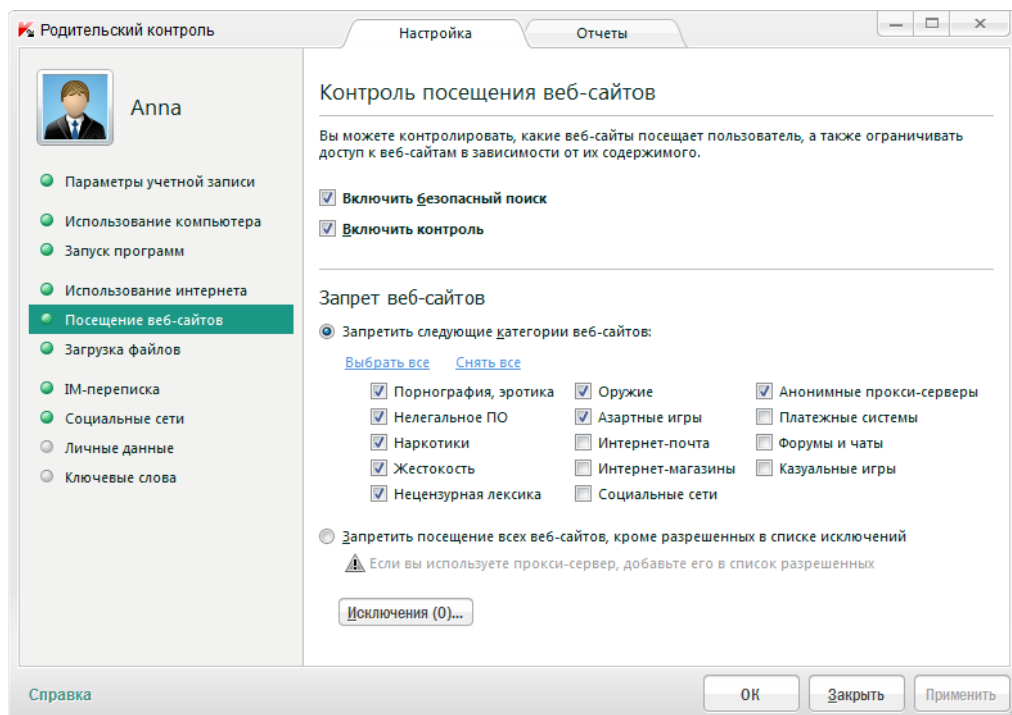 Родительский контроль
Настройка
Отчеты
Anna
Параметры учетной записи
Использование компьютера
Запуск программ
Использование интернета
Посещение веб-сайтов
Загрузка файлов
IM-переписка
Социальные сети
Личные данные
Ключевые слова
Контроль посещения веб-сайтов
Вы можете контролировать, какие веб-сайты посещает пользователь, а также ограничивать
доступ к веб-сайтам в зависимости от их содержимого.
Включить безопасный поиск
Включить контроль
Запрет веб-сайтов
Запретить следующие категории веб-сайтов:
Выбрать все Снять все
Порнография, эротика Оружие Анонимные прокси-серверы
Нелегальное ПО Азартные игры Платежные системы
Наркотики Интернет-почта Форумы и чаты
Жестокость Интернет-магазины Казуальные игры
Нецензурная лексика Социальные сети
Запретить посещение всех веб-сайтов, кроме разрешенных в списке исключений
Если вы используете прокси-сервер, добавьте его в список разрешенных
Исключения (0)...
Справка
ОК Закрыть Применить